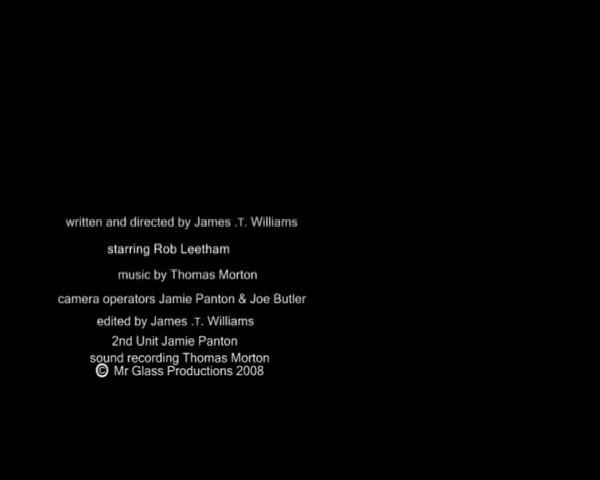 written and directed by James .T. Williams
starring Rob Leetham
music by Thomas Morton
camera operators Jamie Panton & Joe Butler
edited by James .T. Williams
2nd Unit Jamie Panton
sound recording Thomas Morton
© Mr Glass Productions 2008